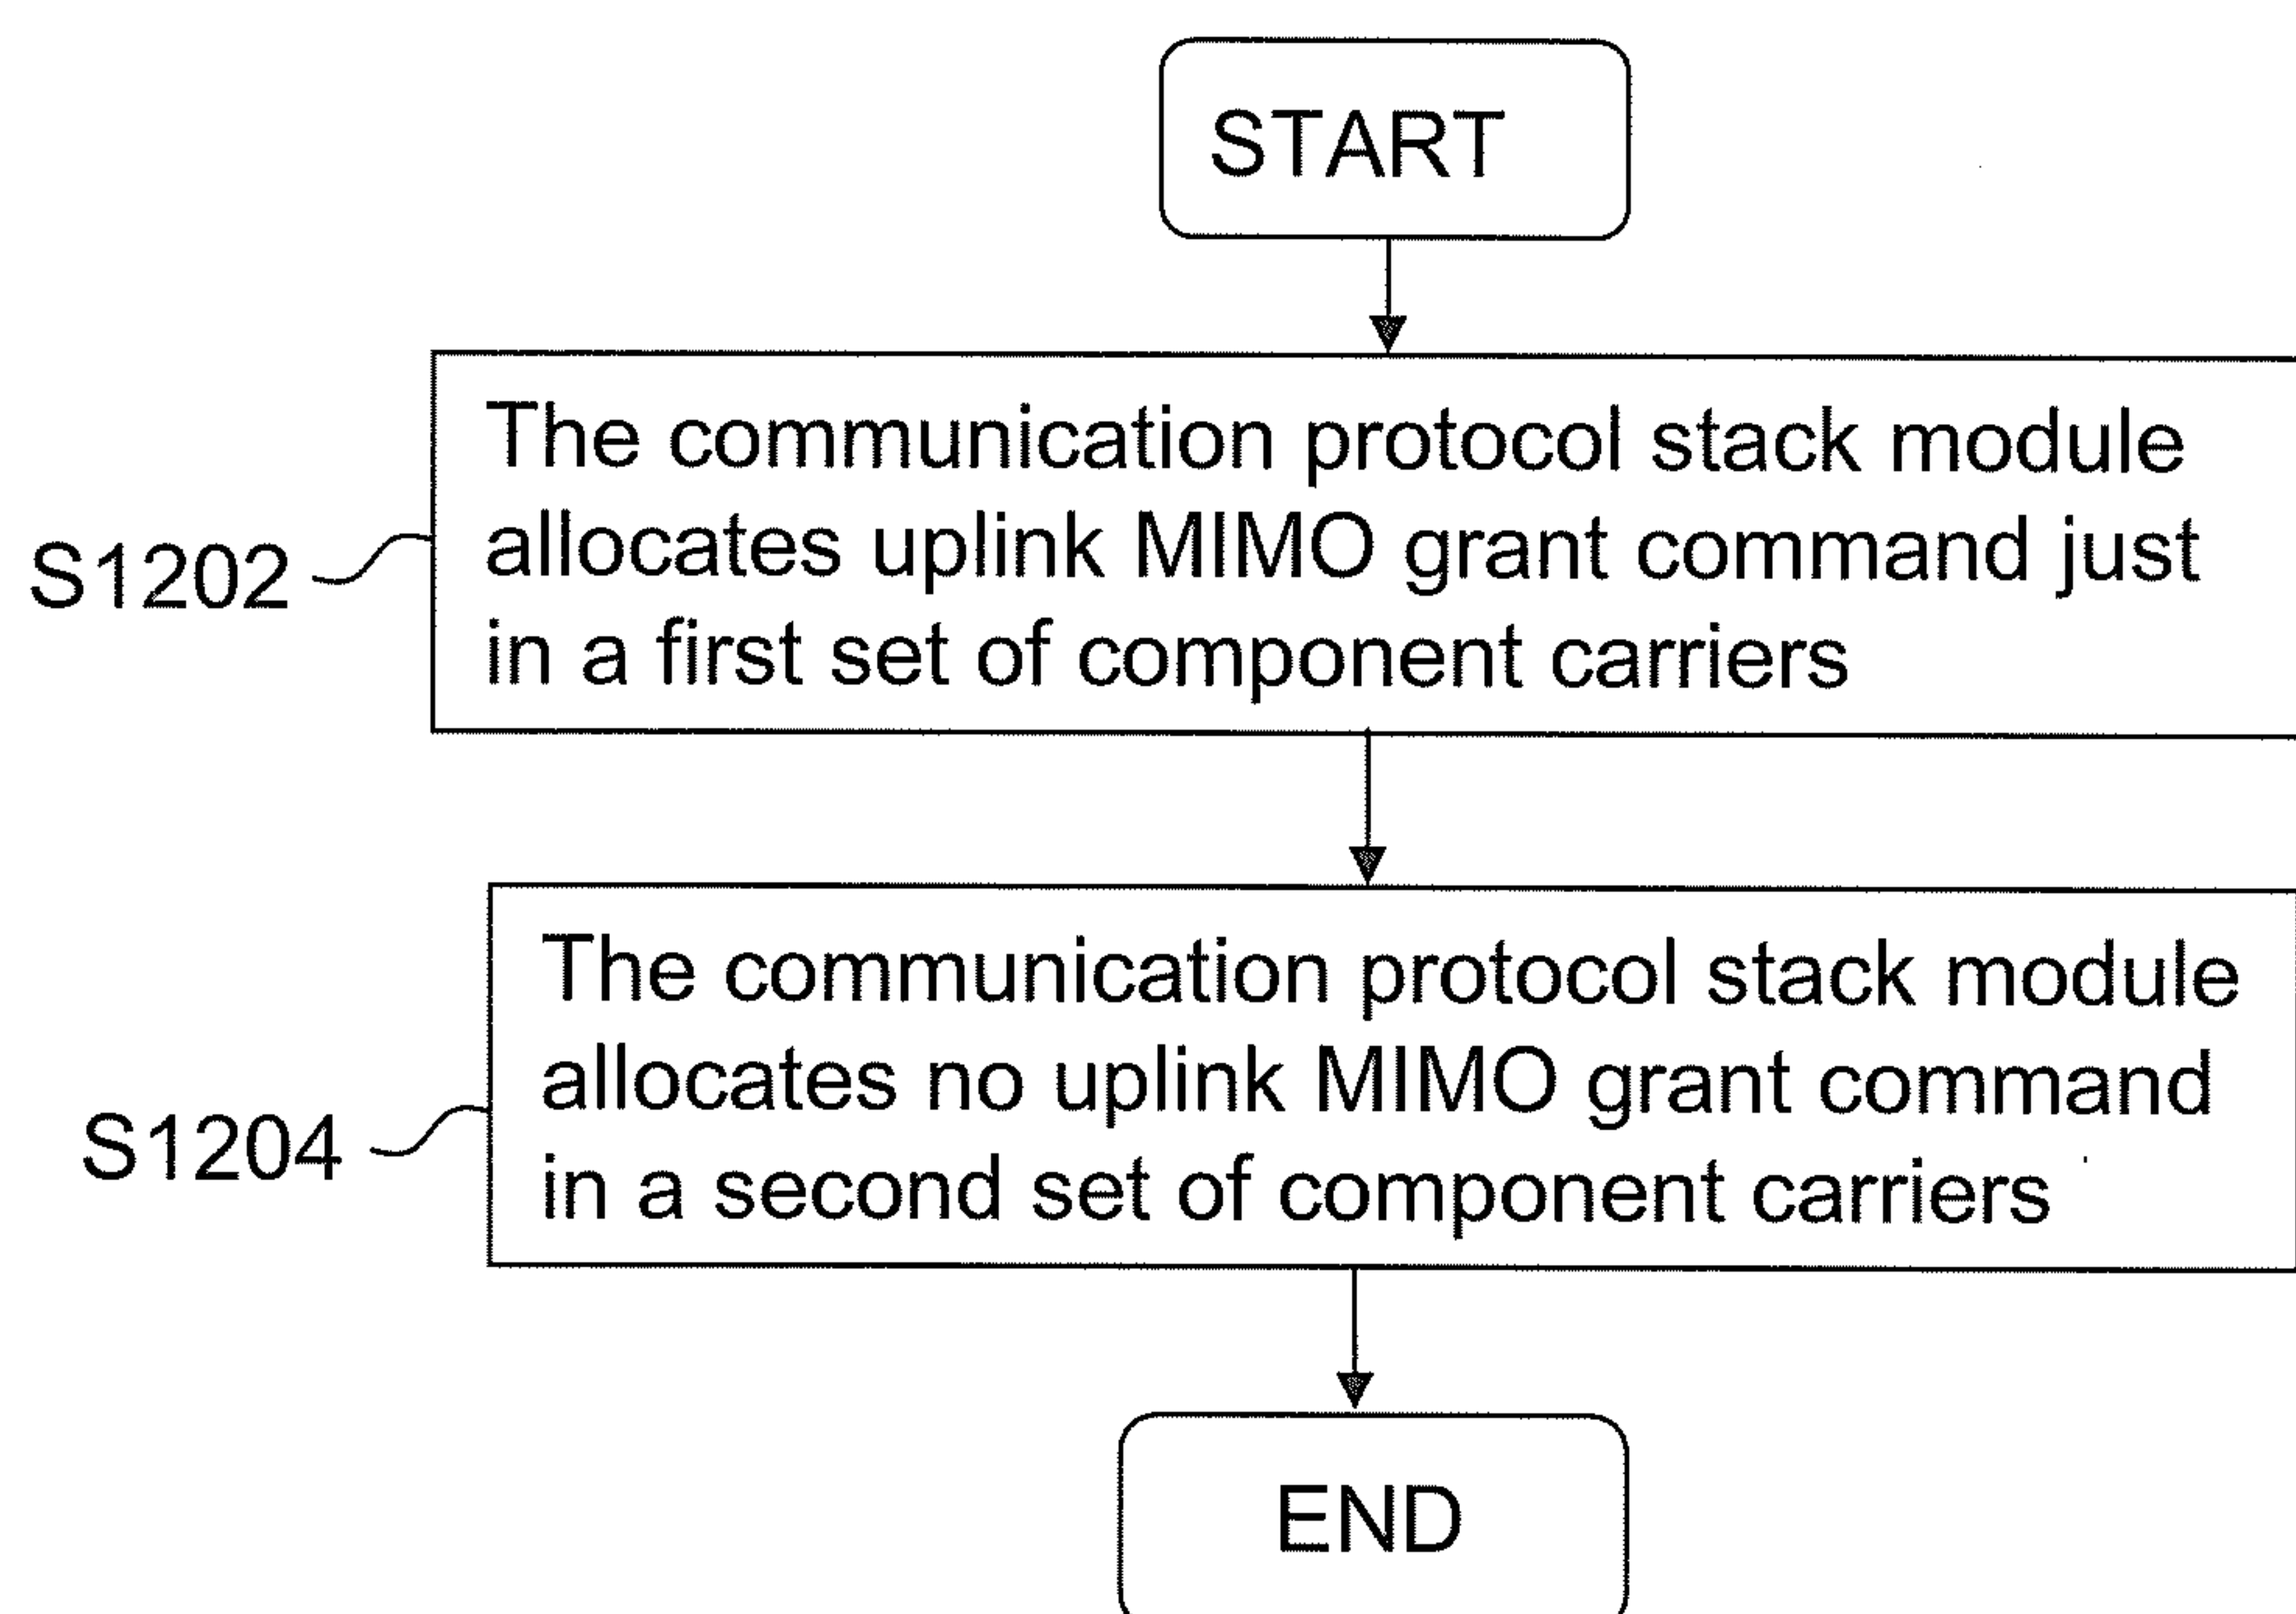 START
The communication protocol stack module
allocates uplink MIMO grant command just
in a first set of component carriers
S1202
The communication protocol stack module
allocates no uplink MIMO grant command
in a second set of component carriers
S1204
END